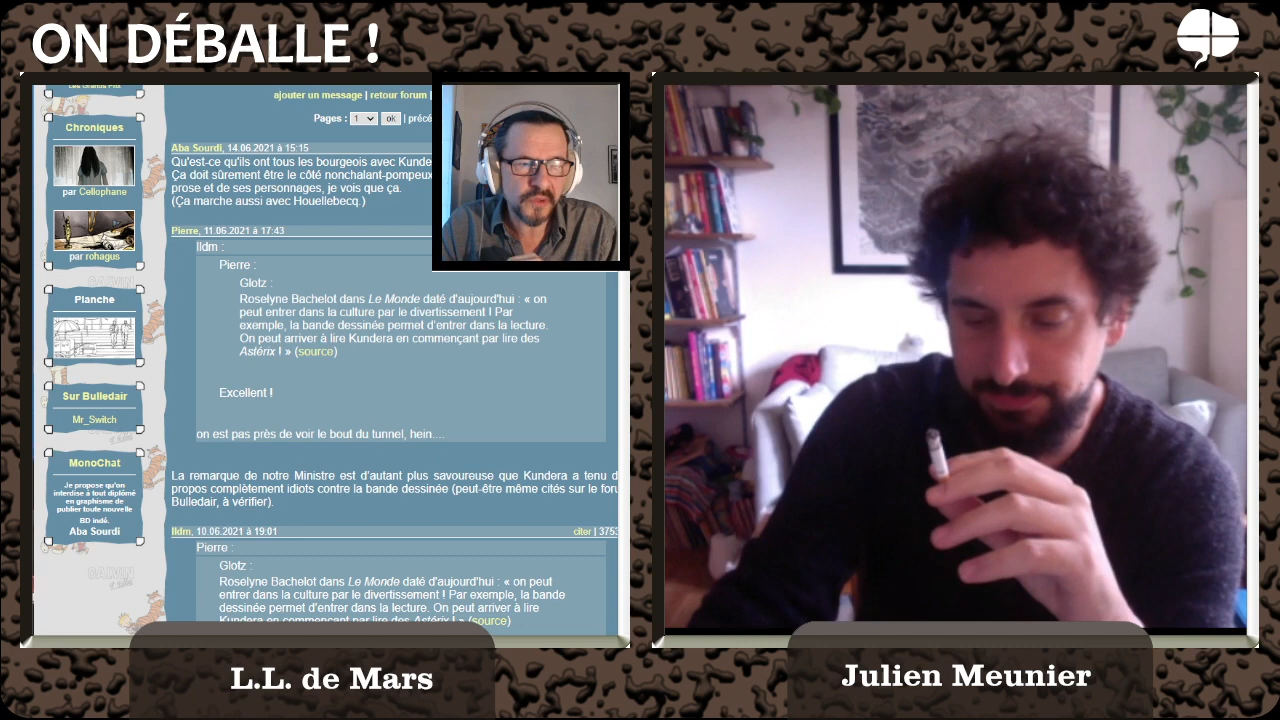 ON DÉBALLE !
Les Grands Prix
Chroniques
par Cellophane
par rohagus
Planche
Sur Bulledair
Mr_Switch
MonoChat
Je propose qu'on
interdise à tout diplômé
en graphisme de
publier toute nouvelle
BD indé.
Aba Sourdi
ajouter un message | retour forum |
Pages : 1 ok | précé
Aba Sourdi, 14.06.2021 à 15:15
Qu'est-ce qu'ils ont tous les bourgeois avec Kunde
Ça doit sûrement être le côté nonchalant-pompeux
prose et de ses personnages, je vois que ça.
(Ça marche aussi avec Houellebecq.)
Pierre, 11.06.2021 à 17:43
lldm :
Pierre :
Glotz :
Roselyne Bachelot dans Le Monde daté d'aujourd'hui : « on
peut entrer dans la culture par le divertissement ! Par
exemple, la bande dessinée permet d'entrer dans la lecture.
On peut arriver à lire Kundera en commençant par lire des
Astérix ! » (source)
Excellent !
on est pas près de voir le bout du tunnel, hein....
La remarque de notre Ministre est d'autant plus savoureuse que Kundera a tenu d
propos complètement idiots contre la bande dessinée (peut-être même cités sur le foru
Bulledair, à vérifier).
lldm, 10.06.2021 à 19:01
citer | 3753
Pierre :
Glotz :
Roselyne Bachelot dans Le Monde daté d'aujourd'hui : « on peut
entrer dans la culture par le divertissement ! Par exemple, la bande
dessinée permet d'entrer dans la lecture. On peut arriver à lire
Kundera en commençant par lire des Astérix ! » (source)
L.L. de Mars
Julien Meunier